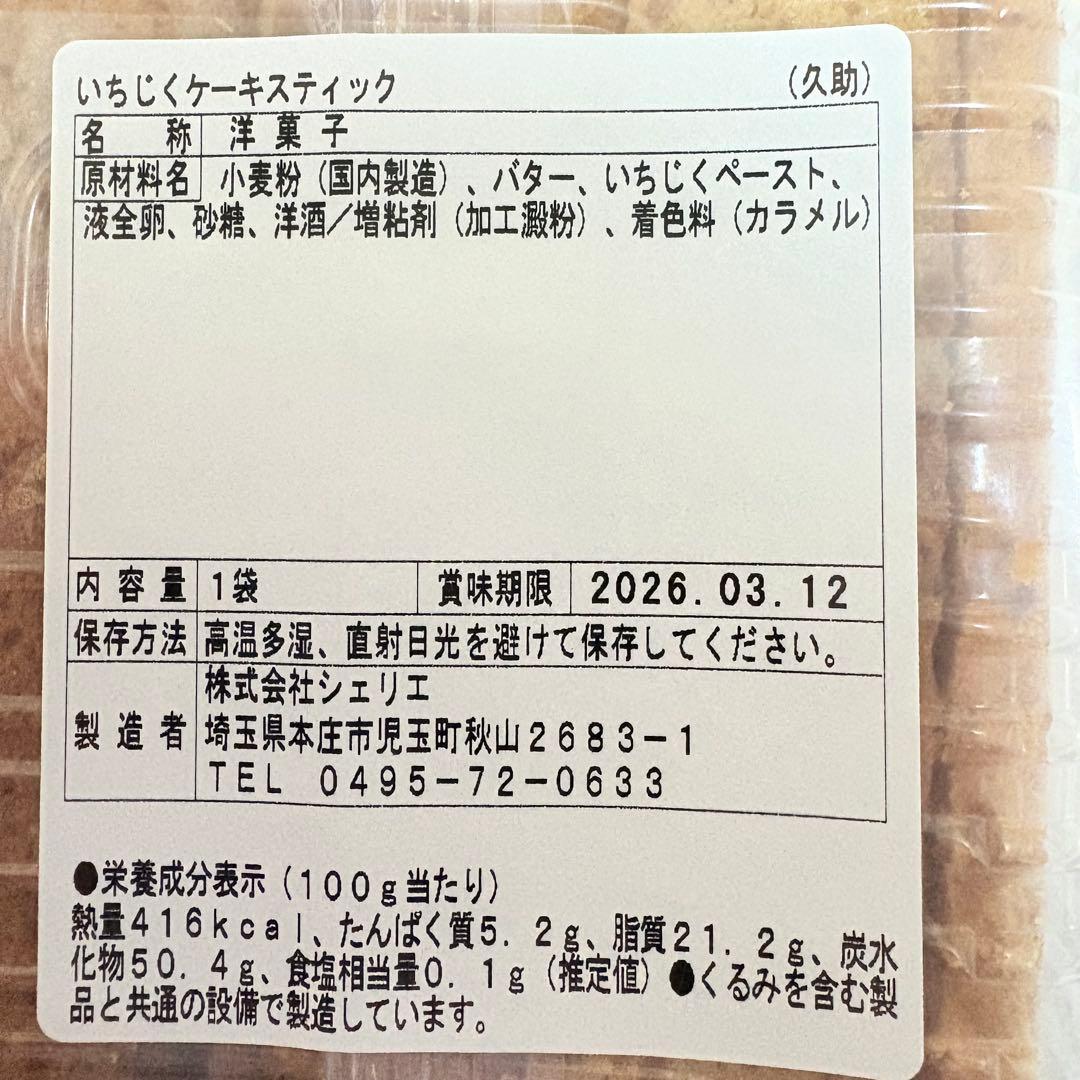 いちじくケーキスティック （久助）
名称 洋菓子
原材料名 小麦粉（国内製造）、バター、いちじくペースト、
液全卵、砂糖、洋酒／増粘剤（加工澱粉）、着色料（カラメル）
内容量 1袋 賞味期限 2026.03.12
保存方法 高温多湿、直射日光を避けて保存してください。
株式会社シェリエ
製造者 埼玉県本庄市児玉町秋山２６８３－１
ＴＥＬ ０４９５－７２－０６３３
●栄養成分表示（１００ｇ当たり）
熱量４１６ｋｃａｌ、たんぱく質５．２ｇ、脂質２１．２ｇ、炭水
化物５０．４ｇ、食塩相当量０．１ｇ（推定値）●くるみを含む製
品と共通の設備で製造しています。